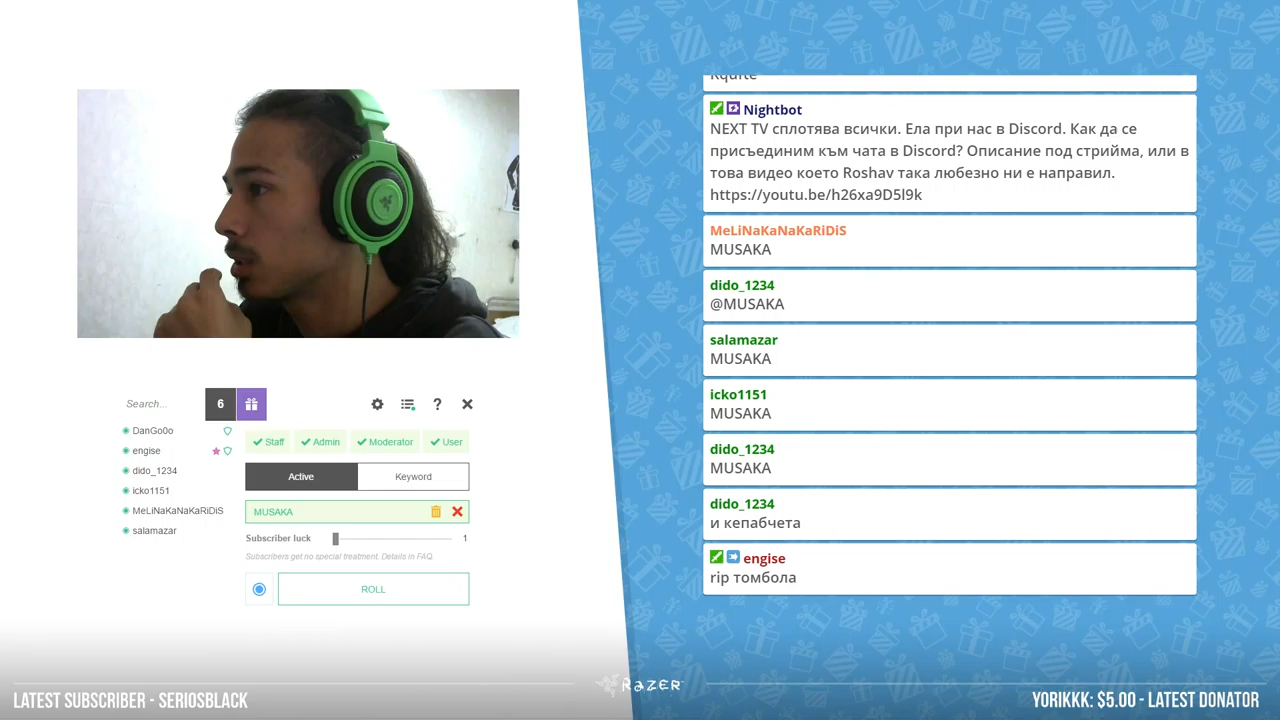 Search...
6
?
DanGo0o
engise
dido_1234
icko1151
MeLiNaKaNaKaRiDiS
salamazar
Staff Admin Moderator User
Active Keyword
MUSAKA
Subscriber luck 1
Subscribers get no special treatment. Details in FAQ.
ROLL
Nightbot
NEXT TV сплотява всички. Ела при нас в Discord. Как да се
присъединим към чата в Discord? Описание под стрийма, или в
това видео което Roshav така любезно ни е направил.
https://youtu.be/h26xa9D5l9k
MeLiNaKaNaKaRiDiS
MUSAKA
dido_1234
@MUSAKA
salamazar
MUSAKA
icko1151
MUSAKA
dido_1234
MUSAKA
dido_1234
и кепабчета
engise
rip томбола
LATEST SUBSCRIBER - SERIOSBLACK
RAZER
YORIKKK: $5.00 - LATEST DONATOR